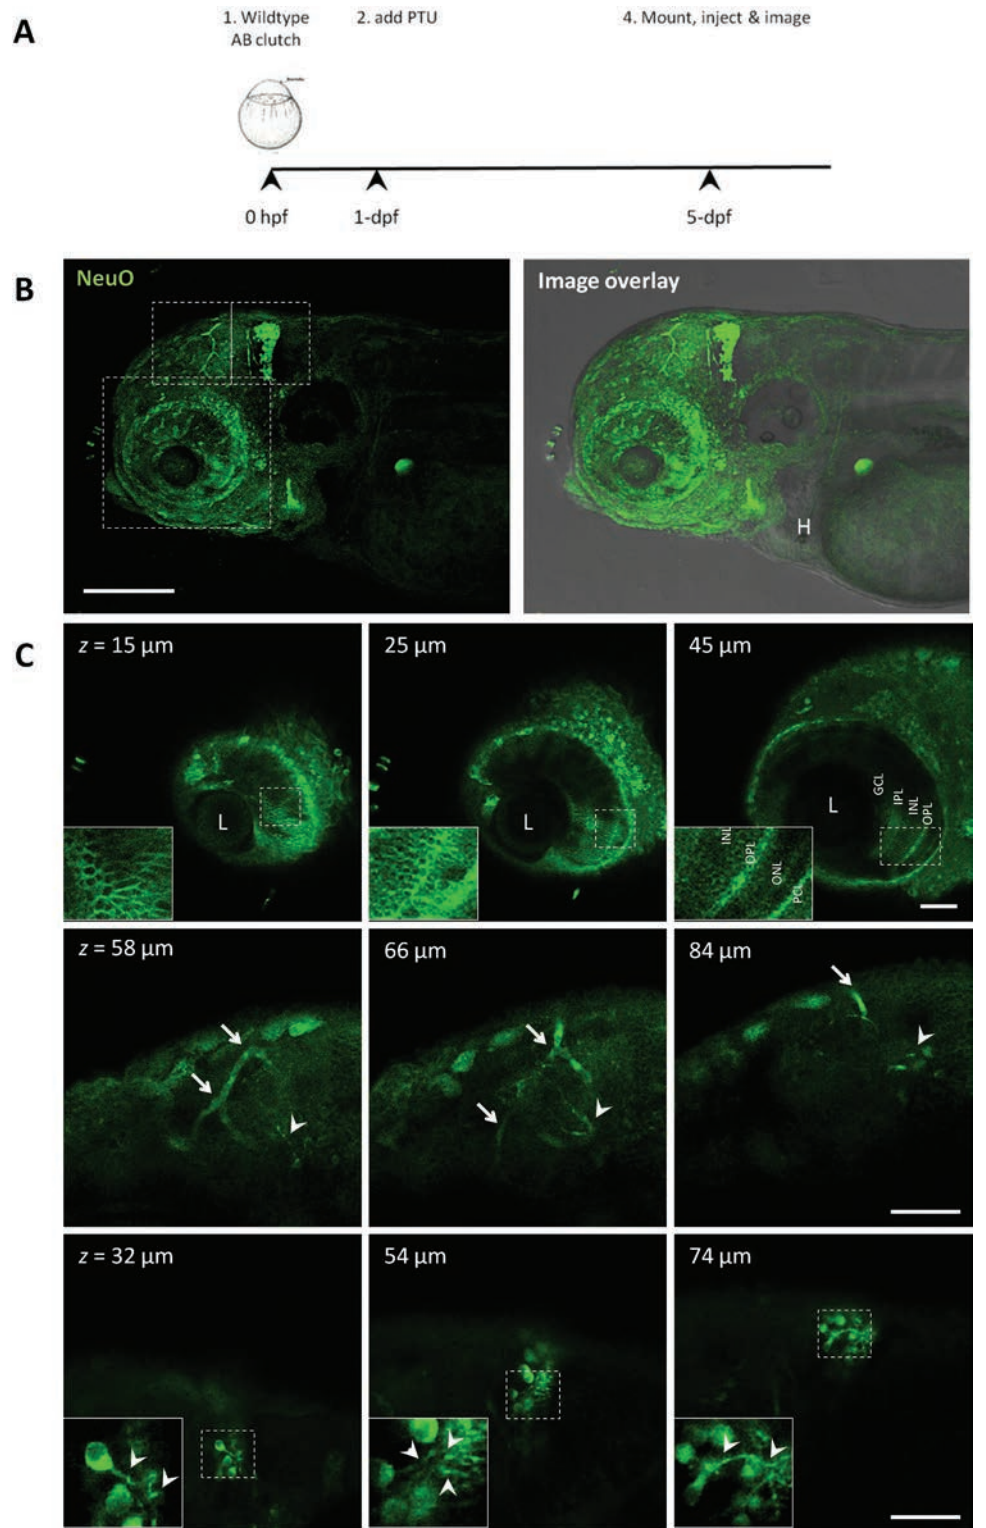 A
1. Wildtype
AB clutch
2. add PTU
4. Mount, inject & image
0 hpf
1-dpf
5-dpf
B
NeuO
Image overlay
H
C
z = 15 µm
L
25 µm
L
45 µm
L
GCL
IPL
INL
OPL
INL
OPL
ONL
PCL
z = 58 µm
66 µm
84 µm
z = 32 µm
54 µm
74 µm